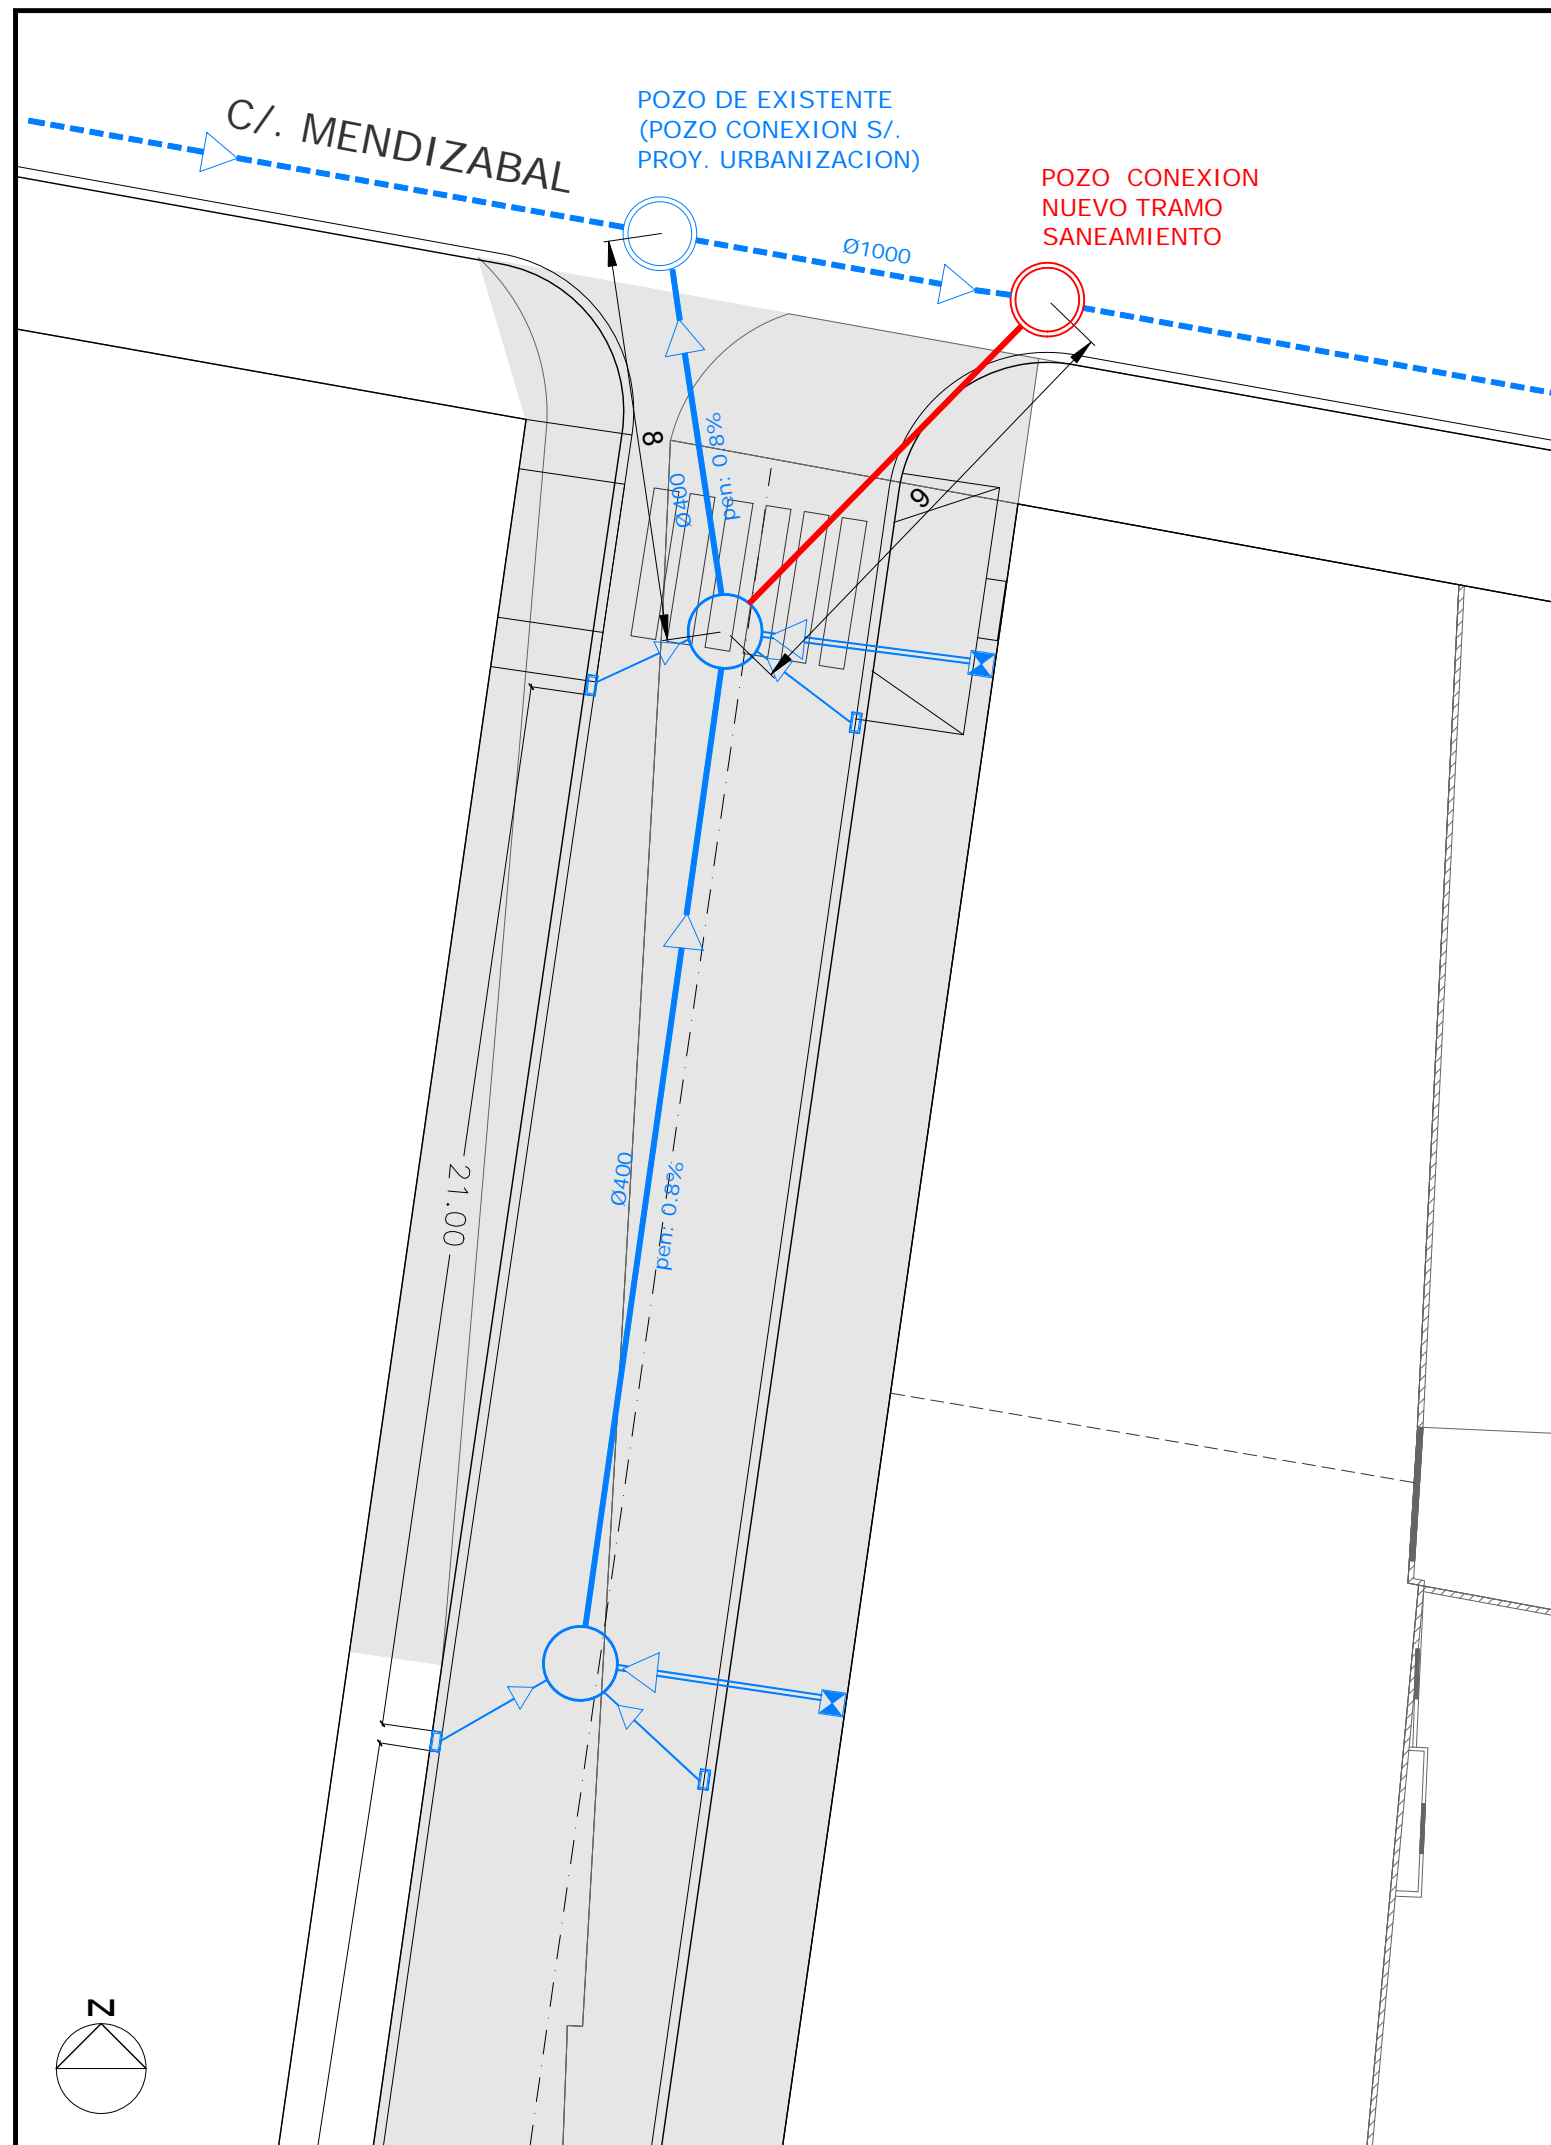 C/. MENDIZABAL
POZO DE EXISTENTE
(POZO CONEXION S/.
PROY. URBANIZACION)
POZO CONEXION
NUEVO TRAMO
SANEAMIENTO
Ø1000
8
Ø400
pen: 0.8%
9
21.00
Ø400
pen: 0.8%
N